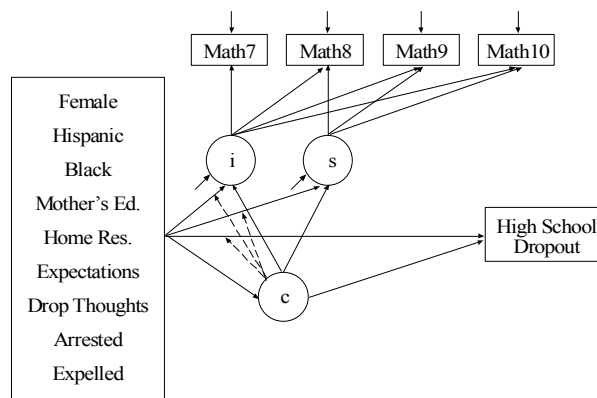 Math7
Math8
Math9
Math10
Female
Hispanic
Black
Mother's Ed.
Home Res.
Expectations
Drop Thoughts
Arrested
Expelled
i
s
c
High School
Dropout